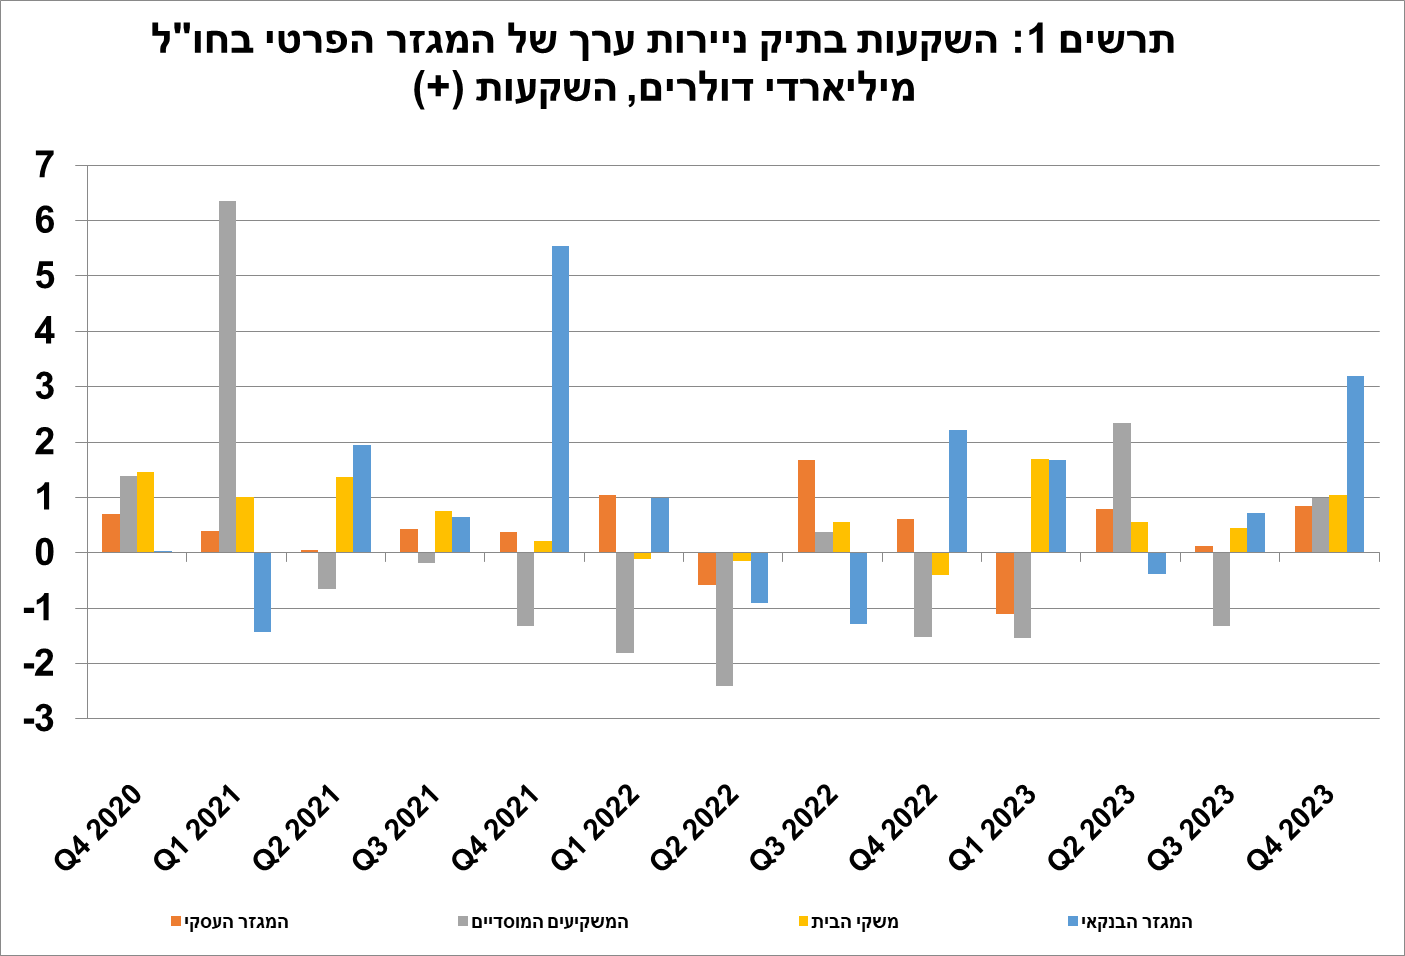 תרשים 1: השקעות בתיק ניירות ערך של המגזר הפרטי בחו"ל
מיליארדי דולרים, השקעות (+)
7
6
5
4
3
2
1
0
-1
-2
-3
Q4 2020
Q1 2021
Q2 2021
Q3 2021
Q4 2021
Q1 2022
Q2 2022
Q3 2022
Q4 2022
Q1 2023
Q2 2023
Q3 2023
Q4 2023
המגזר העסקי
המשקיעים המוסדיים
משקי הבית
המגזר הבנקאי